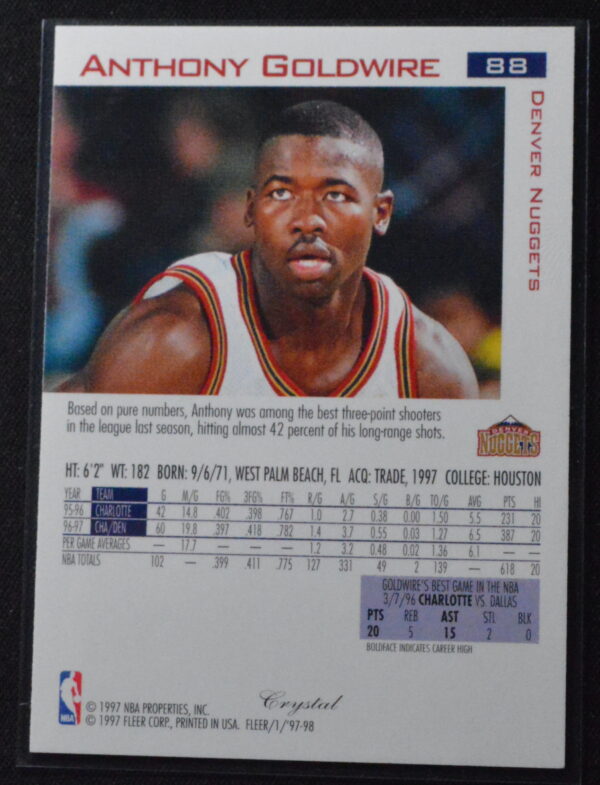 ANTHONY GOLDWIRE
88
DENVER NUGGETS
Based on pure numbers, Anthony was among the best three-point shooters
in the league last season, hitting almost 42 percent of his long-range shots.
DENVER
NUGGETS
HT: 6'2" WT: 182 BORN: 9/6/71, WEST PALM BEACH, FL ACQ: TRADE, 1997 COLLEGE: HOUSTON
YEAR TEAM G M/G FG% 3FG% FT% R/G A/G S/G B/G TO/G AVG PTS HI
95-96 CHARLOTTE 42 14.8 .402 .398 .767 1.0 2.7 0.38 0.00 1.50 5.5 231 20
96-97 CHA/DEN 60 19.8 .397 .418 .782 1.4 3.7 0.55 0.03 1.27 6.5 387 20
PER GAME AVERAGES — 17.7 — — — 1.2 3.2 0.48 0.02 1.36 6.1 — —
NBA TOTALS 102 — .399 .411 .775 127 331 49 2 139 — 618 20
GOLDWIRE'S BEST GAME IN THE NBA
3/7/96 CHARLOTTE VS. DALLAS
PTS REB AST STL BLK
20 5 15 2 0
BOLDFACE INDICATES CAREER HIGH
NBA
© 1997 NBA PROPERTIES, INC.
© 1997 FLEER CORP., PRINTED IN USA. FLEER/1/'97-98
Crystal